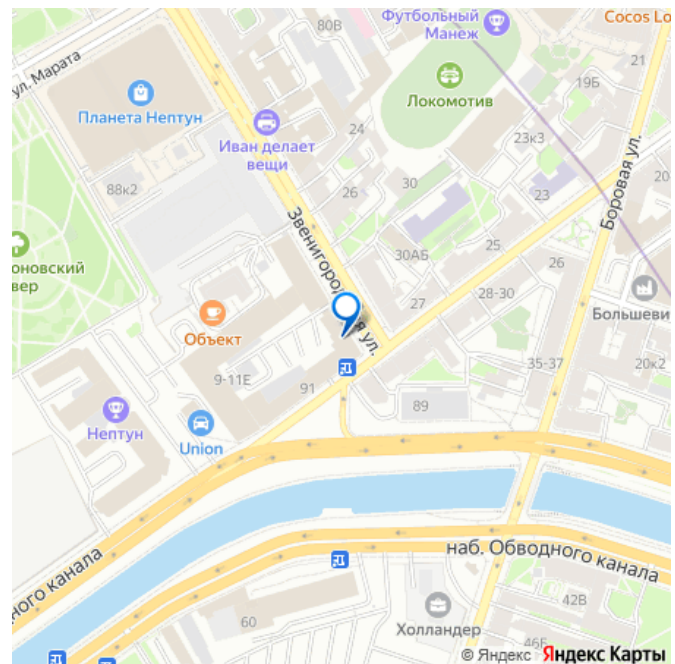 Футбольный
Манеж
Cocos Lo
80В
21
ул. Марата
19Б
Локомотив
Планета Нептун
24
23к3
Иван делает
вещи
Боровая ул.
20
88к2
26
30
23
Звенигородская ул.
оновский
вер
30АБ
25
26
27
28-30
Большеви
Объект
35-37
20к2
9-11Е
91
89
Нептун
Union
дного канала
наб. Обводного канала
42В
60
Холландер
46Б
© Яндекс Яндекс Карты